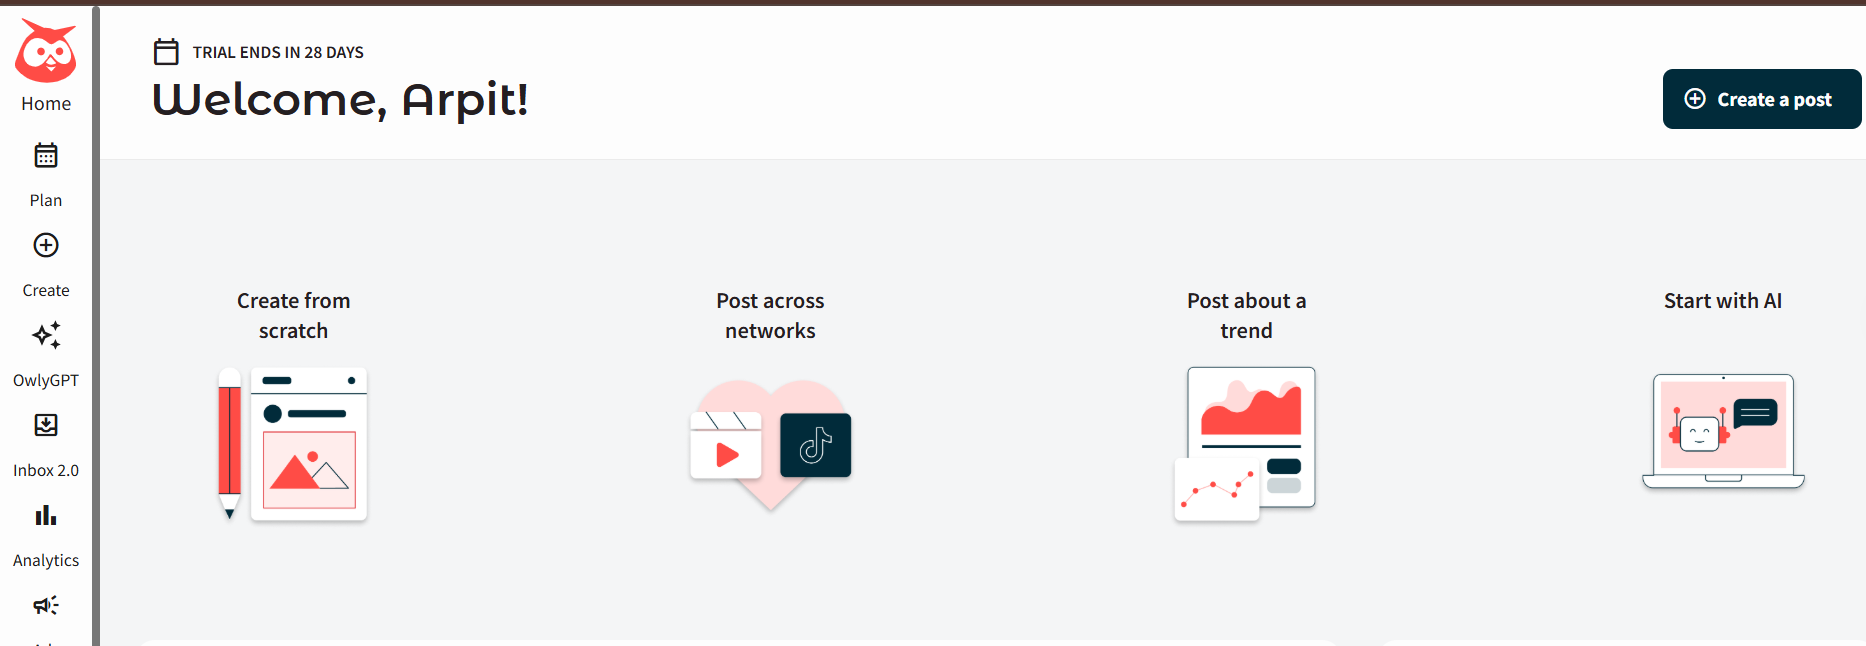 TRIAL ENDS IN 28 DAYS
Welcome, Arpit!
Create a post
Home
Plan
Create
OwlyGPT
Inbox 2.0
Analytics
Create from
scratch
Post across
networks
Post about a
trend
Start with AI